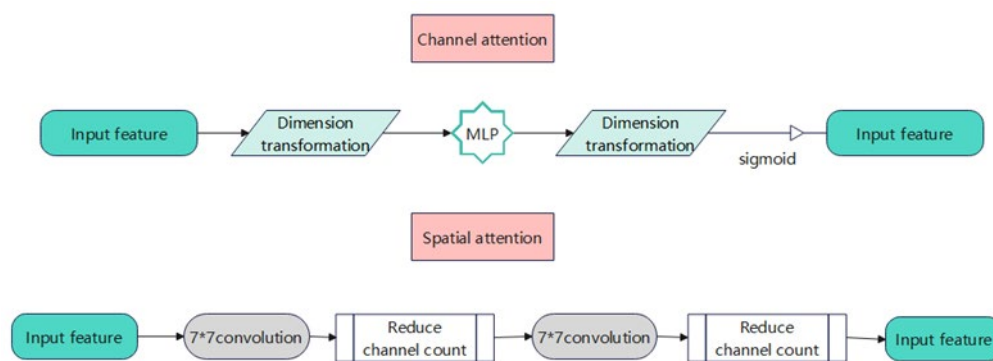 Channel attention
Input feature
Dimension
transformation
MLP
Dimension
transformation
sigmoid
Input feature
Spatial attention
Input feature
7*7convolution
Reduce
channel count
7*7convolution
Reduce
channel count
Input feature